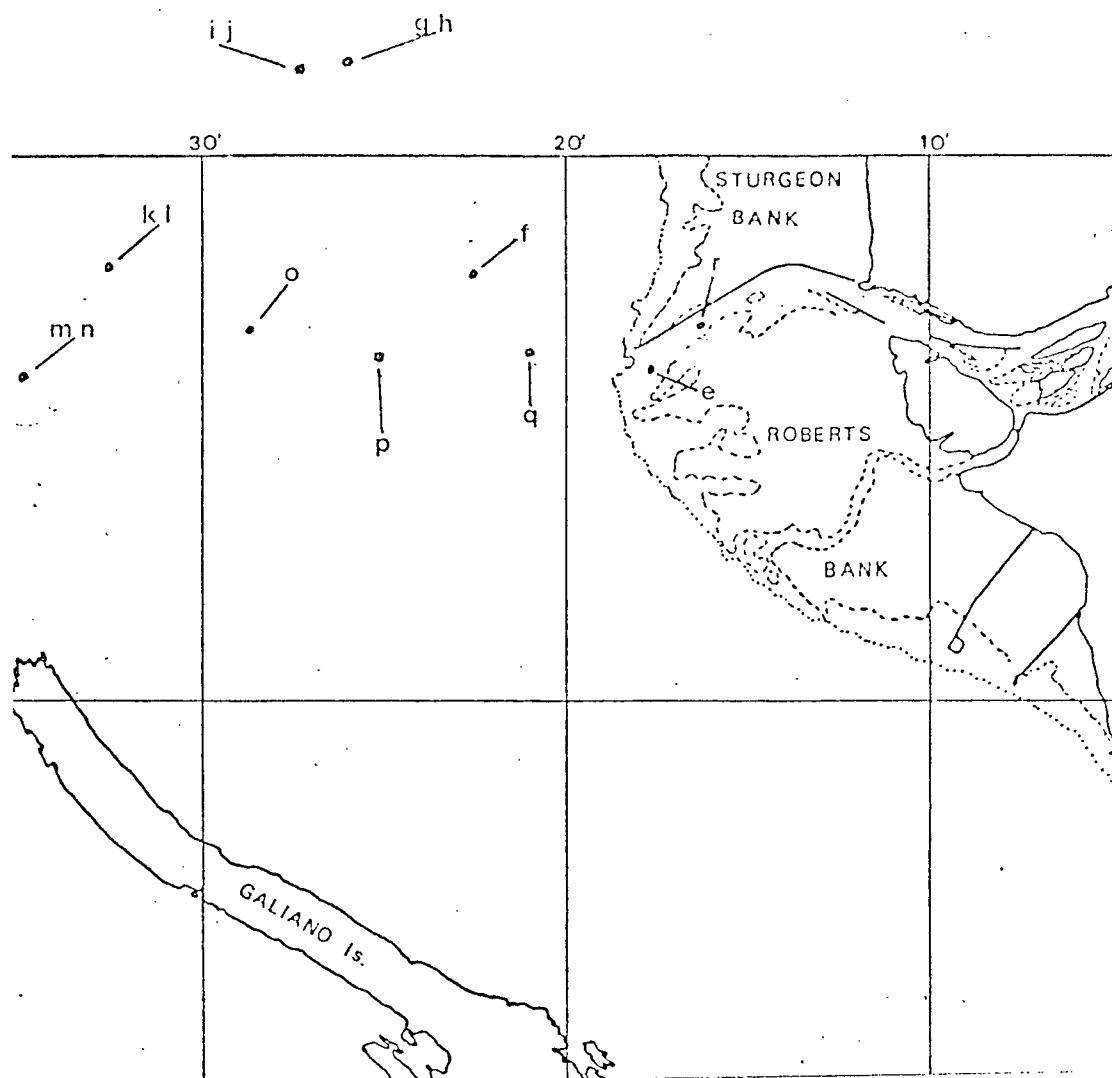 i j
g h
30'
20'
10'
STURGEON
BANK
k l
f
r
o
m n
e
q
p
ROBERTS
BANK
GALIANO Is.